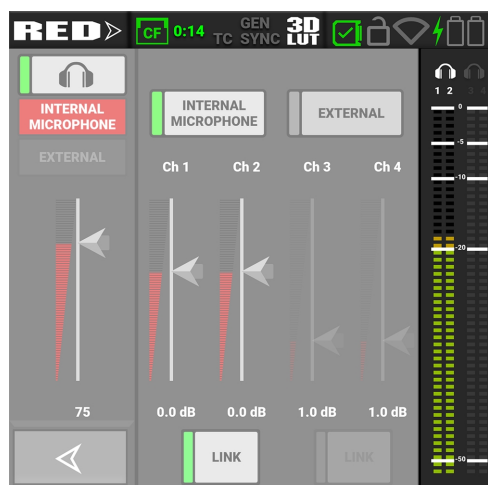 RED
CF 0:14
GEN
TC SYNC
3D
LUT
INTERNAL
MICROPHONE
EXTERNAL
INTERNAL
MICROPHONE
EXTERNAL
Ch 1
Ch 2
Ch 3
Ch 4
75
0.0 dB
0.0 dB
1.0 dB
1.0 dB
LINK
LINK
1 2
3 4
0
-5
-10
-20
-50